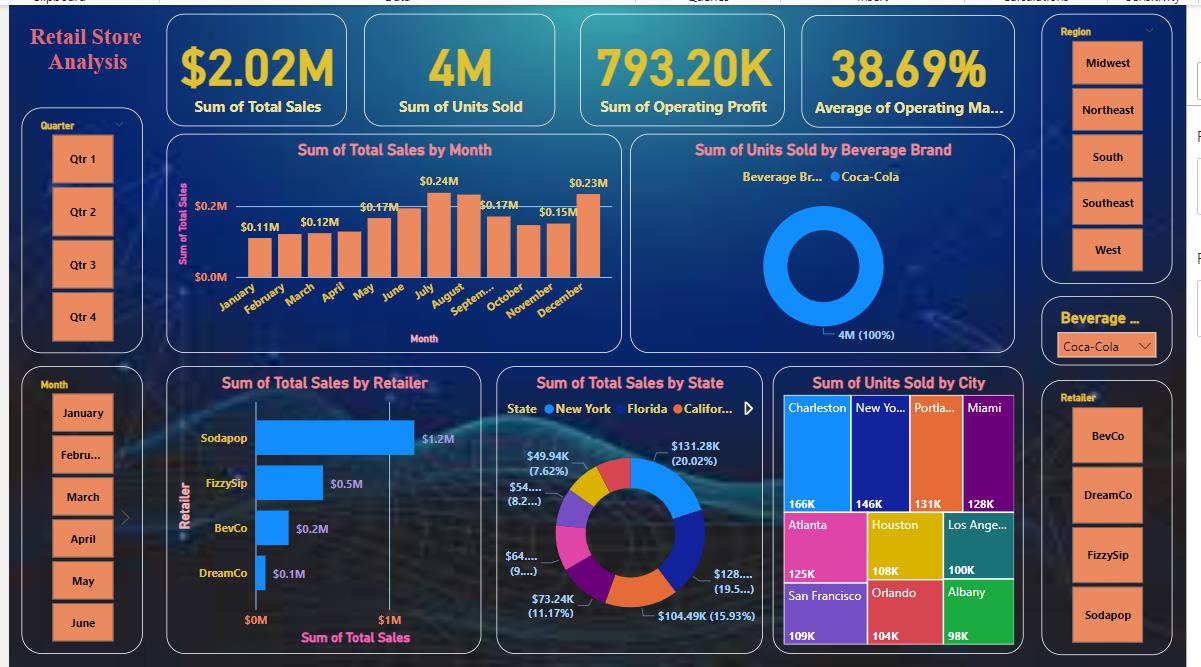 Retail Store
Analysis
$2.02M
Sum of Total Sales
4M
Sum of Units Sold
793.20K
Sum of Operating Profit
38.69%
Average of Operating Ma...
Region
Midwest
Northeast
South
Southeast
West
Quarter
Qtr 1
Qtr 2
Qtr 3
Qtr 4
Sum of Total Sales by Month
Sum of Total Sales
$0.2M
$0.0M
$0.11M
$0.12M
$0.17M
$0.24M
$0.17M
$0.15M
$0.23M
January
February
March
April
May
June
July
August
Septem...
October
November
December
Month
Sum of Units Sold by Beverage Brand
Beverage Br... Coca-Cola
4M (100%)
Beverage ...
Coca-Cola
Month
January
Febru...
March
April
May
June
Sum of Total Sales by Retailer
Retailer
Sodapop
$1.2M
FizzySip
$0.5M
BevCo
$0.2M
DreamCo
$0.1M
$0M
$1M
Sum of Total Sales
Sum of Total Sales by State
State New York Florida Califor...
$131.28K
(20.02%)
$128....
(19.5...)
$104.49K (15.93%)
$73.24K
(11.17%)
$64....
(9....)
$54....
(8.2...)
$49.94K
(7.62%)
Sum of Units Sold by City
Charleston
166K
New Yo...
146K
Portla...
131K
Miami
128K
Atlanta
125K
Houston
108K
Los Ange...
100K
San Francisco
109K
Orlando
104K
Albany
98K
Retailer
BevCo
DreamCo
FizzySip
Sodapop